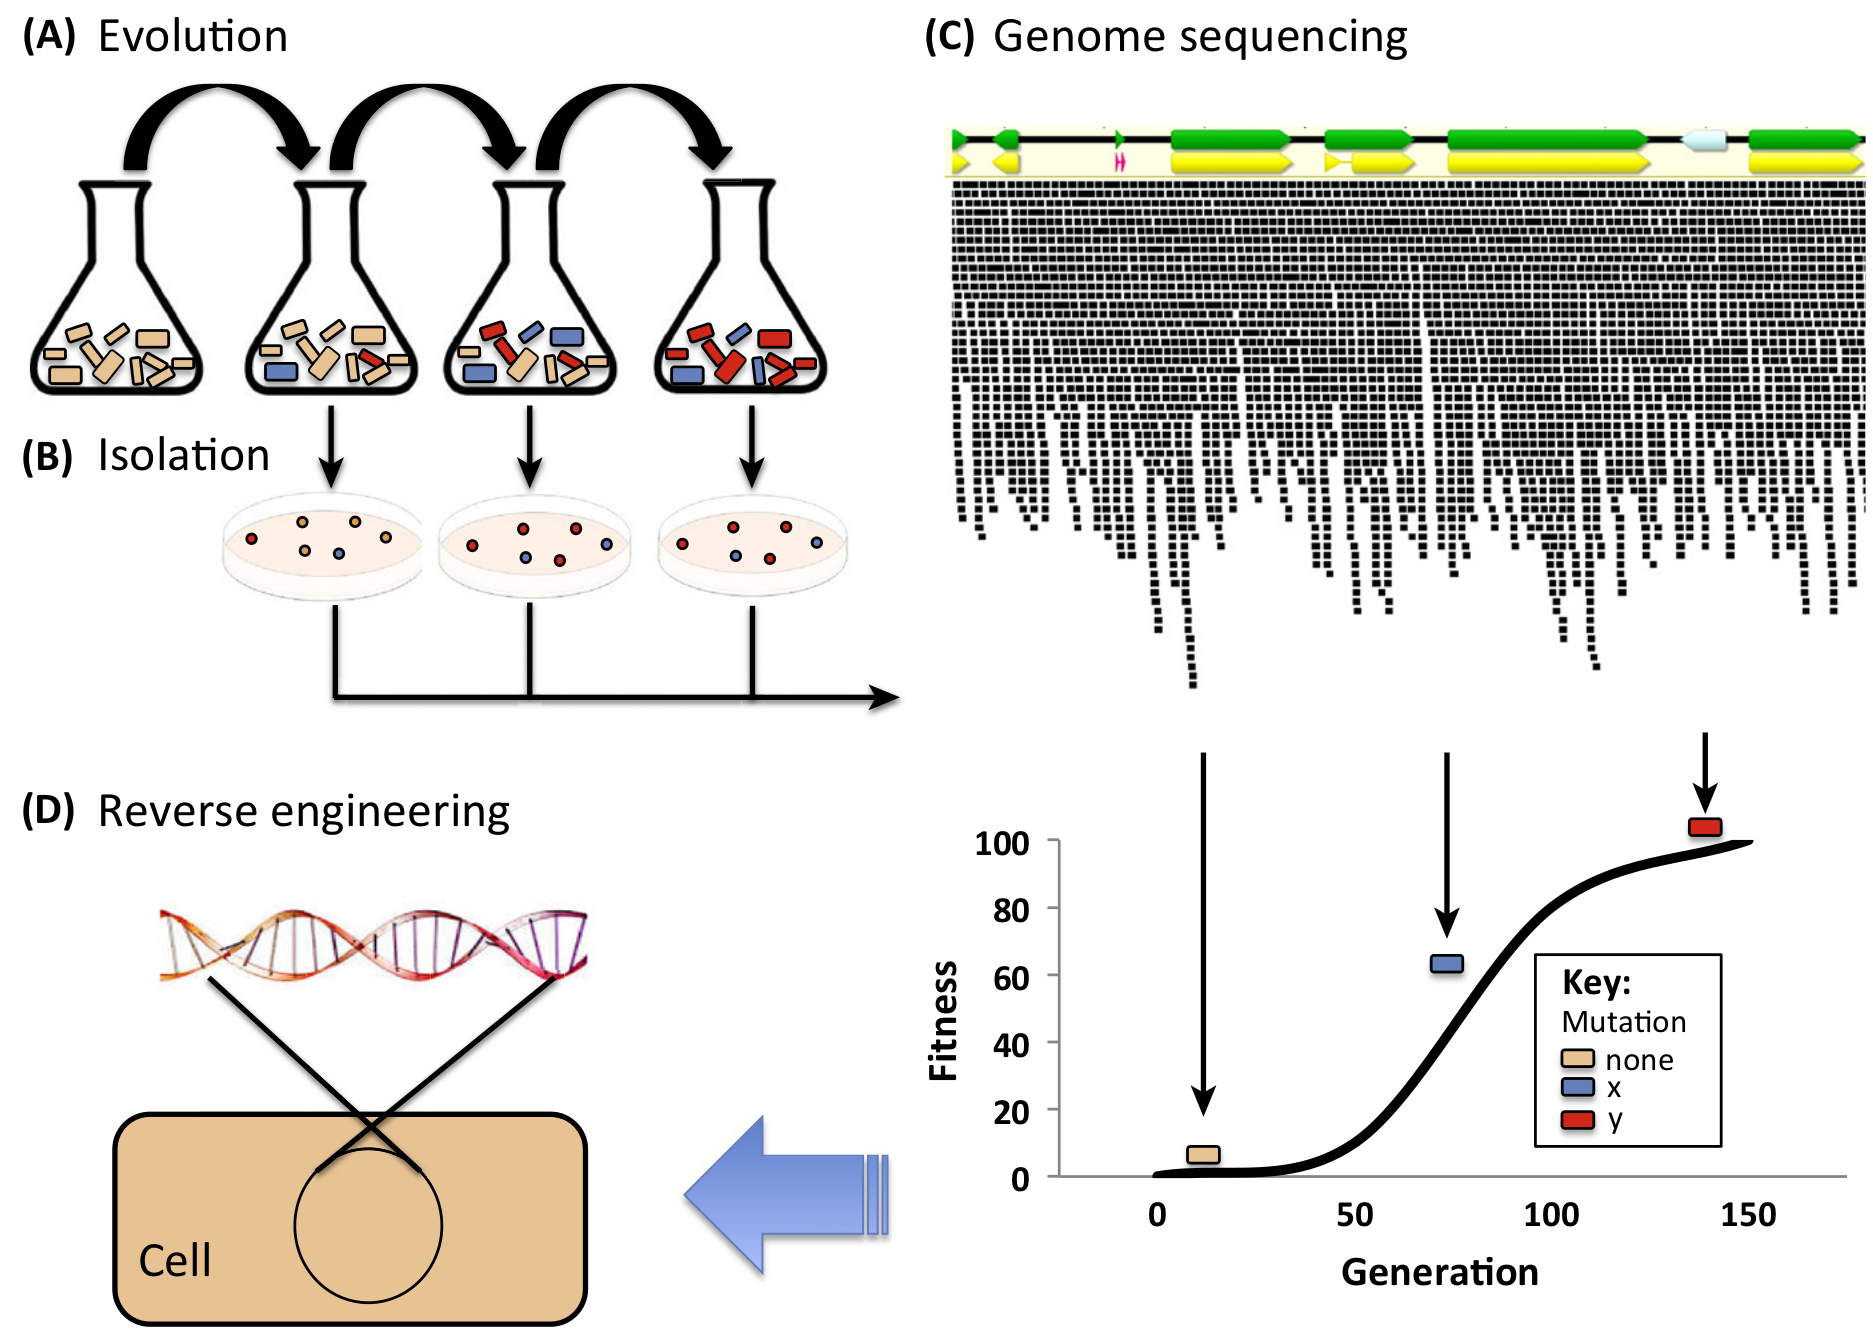 (A) Evolution
(B) Isolation
(C) Genome sequencing
100
80
60
40
20
0
Fitness
0 50 100 150
Generation
Key:
Mutation
none
x
y
(D) Reverse engineering
Cell